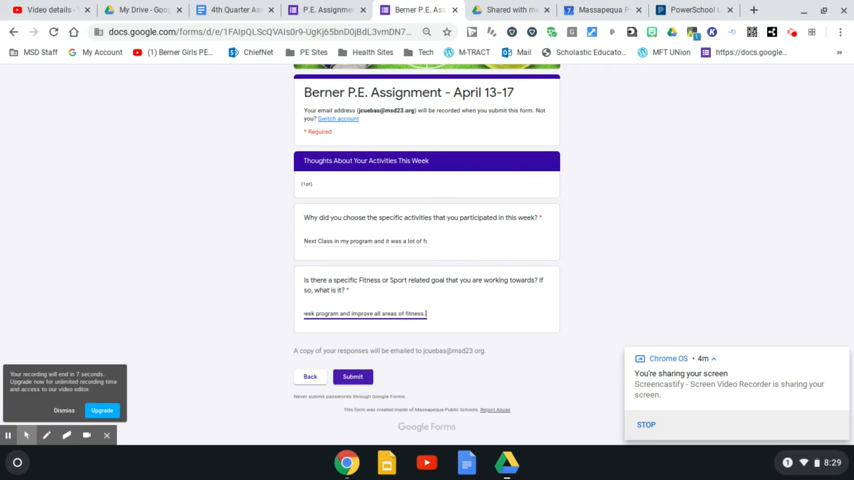 Video details - Y
My Drive - Goog
4th Quarter Ass
P.E. Assignmen
Berner P.E. Ass
Shared with me
Massapequa P
PowerSchool L
docs.google.com/forms/d/e/1FAIpQLScQVAIs0r9-UgKj65bnD0jBdL3vmDN7...
MSD Staff
My Account
(1) Berner Girls PE...
ChiefNet
PE Sites
Health Sites
Tech
M-TRACT
Mail
Scholastic Educato...
MFT UNion
https://docs.google...
Berner P.E. Assignment - April 13-17
Your email address (jcuebas@msd23.org) will be recorded when you submit this form. Not
you? Switch account
* Required
Thoughts About Your Activities This Week
(1pt)
Why did you choose the specific activities that you participated in this week? *
Next Class in my program and it was a lot of f
Is there a specific Fitness or Sport related goal that you are working towards? If
so, what is it? *
eek program and improve all areas of fitness.
A copy of your responses will be emailed to jcuebas@msd23.org.
Back
Submit
Never submit passwords through Google Forms.
This form was created inside of Massapequa Public Schools. Report Abuse
Google Forms
Your recording will end in 7 seconds.
Upgrade now for unlimited recording time
and access to our video editor.
Dismiss
Upgrade
Chrome OS • 4m
You're sharing your screen
Screencastify - Screen Video Recorder is sharing your
screen.
STOP
1
8:29